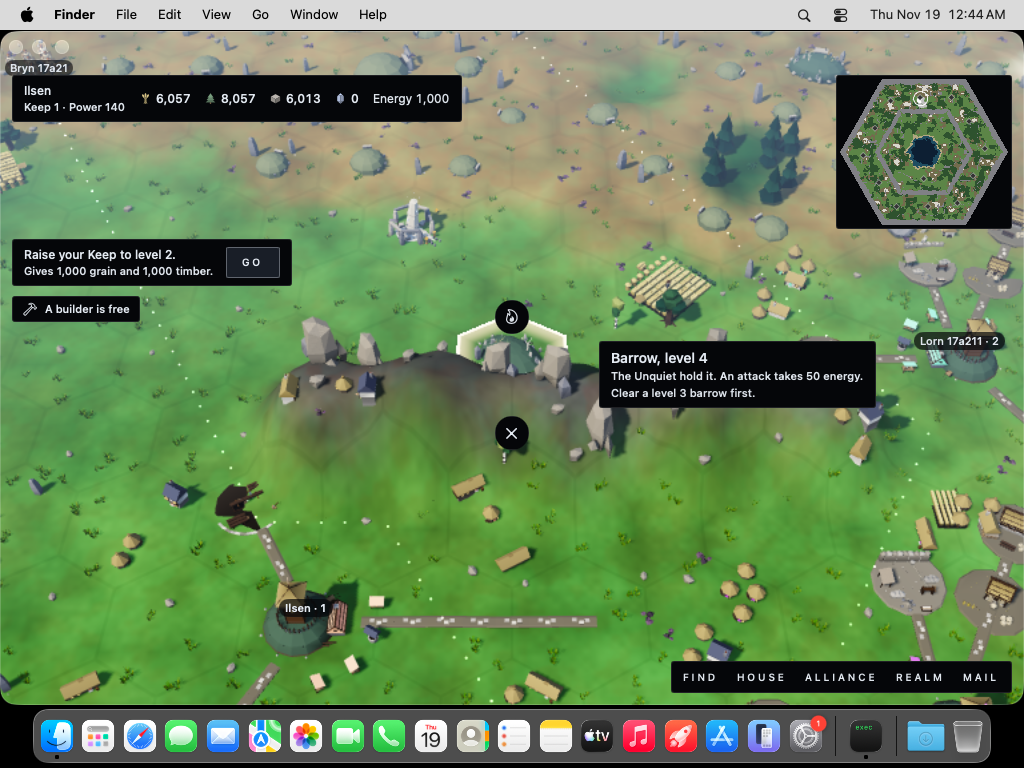 Finder File Edit View Go Window Help Thu Nov 19 12:44 AM
Bryn 17a21
Ilsen
Keep 1 · Power 140
6,057 8,057 6,013 0 Energy 1,000
Raise your Keep to level 2.
Gives 1,000 grain and 1,000 timber.
GO
A builder is free
Lorn 17a211 · 2
Barrow, level 4
The Unquiet hold it. An attack takes 50 energy.
Clear a level 3 barrow first.
Ilsen · 1
FIND HOUSE ALLIANCE REALM MAIL
Thu
19
tv
1
exec